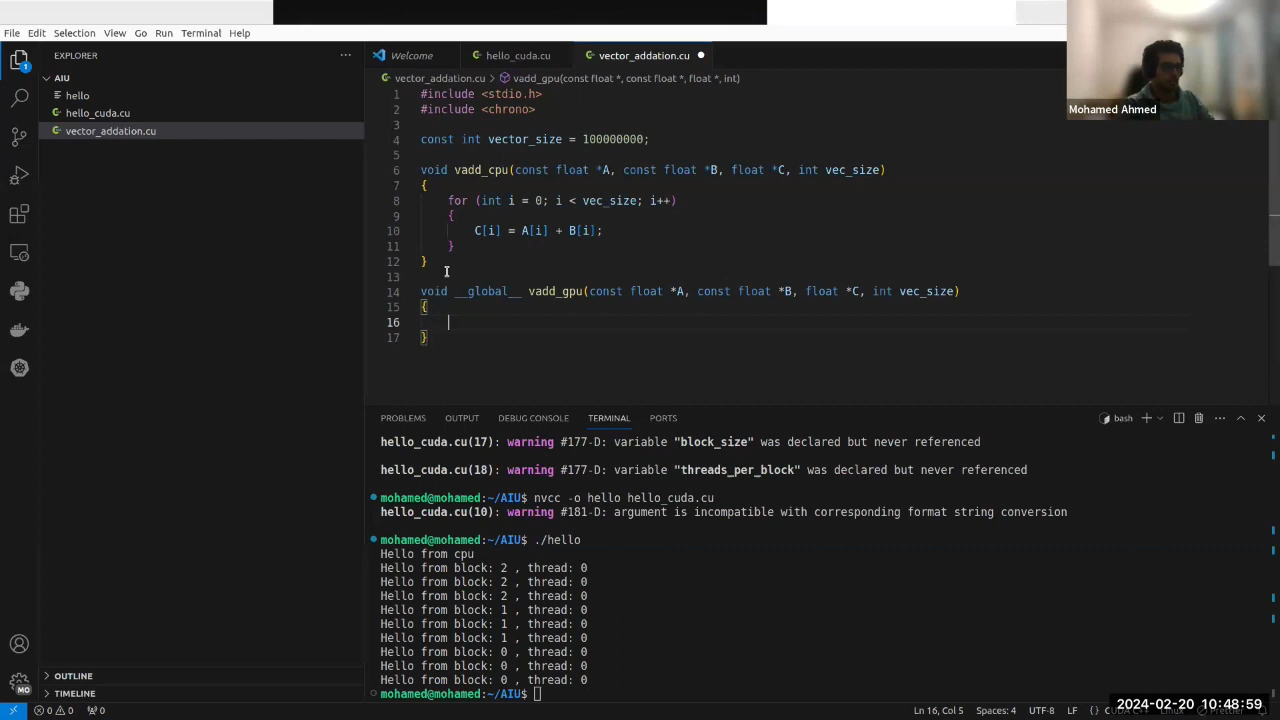 File Edit Selection View Go Run Terminal Help
EXPLORER
AIU
hello
hello_cuda.cu
vector_addation.cu
OUTLINE
TIMELINE
Welcome
hello_cuda.cu
vector_addation.cu
vector_addation.cu > vadd_gpu(const float *, const float *, float *, int)
1 #include <stdio.h>
2 #include <chrono>
3
4 const int vector_size = 100000000;
5
6 void vadd_cpu(const float *A, const float *B, float *C, int vec_size)
7 {
8 for (int i = 0; i < vec_size; i++)
9 {
10 C[i] = A[i] + B[i];
11 }
12 }
13
14 void __global__ vadd_gpu(const float *A, const float *B, float *C, int vec_size)
15 {
16
17 }
Mohamed Ahmed
PROBLEMS OUTPUT DEBUG CONSOLE TERMINAL PORTS
bash
hello_cuda.cu(17): warning #177-D: variable "block_size" was declared but never referenced
hello_cuda.cu(18): warning #177-D: variable "threads_per_block" was declared but never referenced
mohamed@mohamed:~/AIU$ nvcc -o hello hello_cuda.cu
hello_cuda.cu(10): warning #181-D: argument is incompatible with corresponding format string conversion
mohamed@mohamed:~/AIU$ ./hello
Hello from cpu
Hello from block: 2 , thread: 0
Hello from block: 2 , thread: 0
Hello from block: 2 , thread: 0
Hello from block: 1 , thread: 0
Hello from block: 1 , thread: 0
Hello from block: 1 , thread: 0
Hello from block: 0 , thread: 0
Hello from block: 0 , thread: 0
Hello from block: 0 , thread: 0
mohamed@mohamed:~/AIU$
1
MO
0 0 0
Ln 16, Col 5 Spaces: 4 UTF-8 LF
2024-02-20 10:48:59